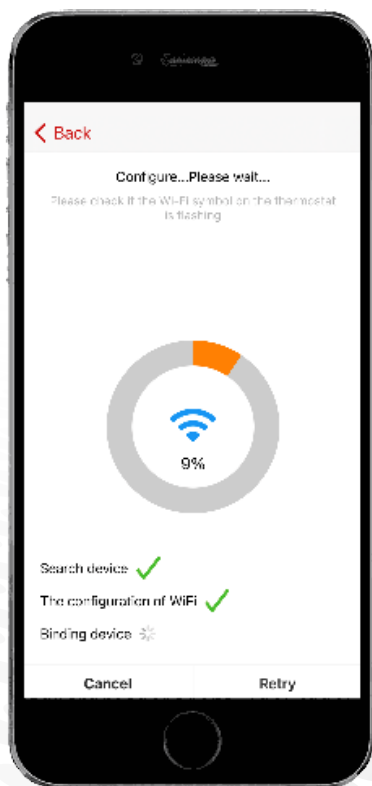 Back
Configure...Please wait...
Please check if the Wi-Fi symbol on the thermostat
is flashing
9%
Search device
The configuration of WiFi
Binding device
Cancel
Retry